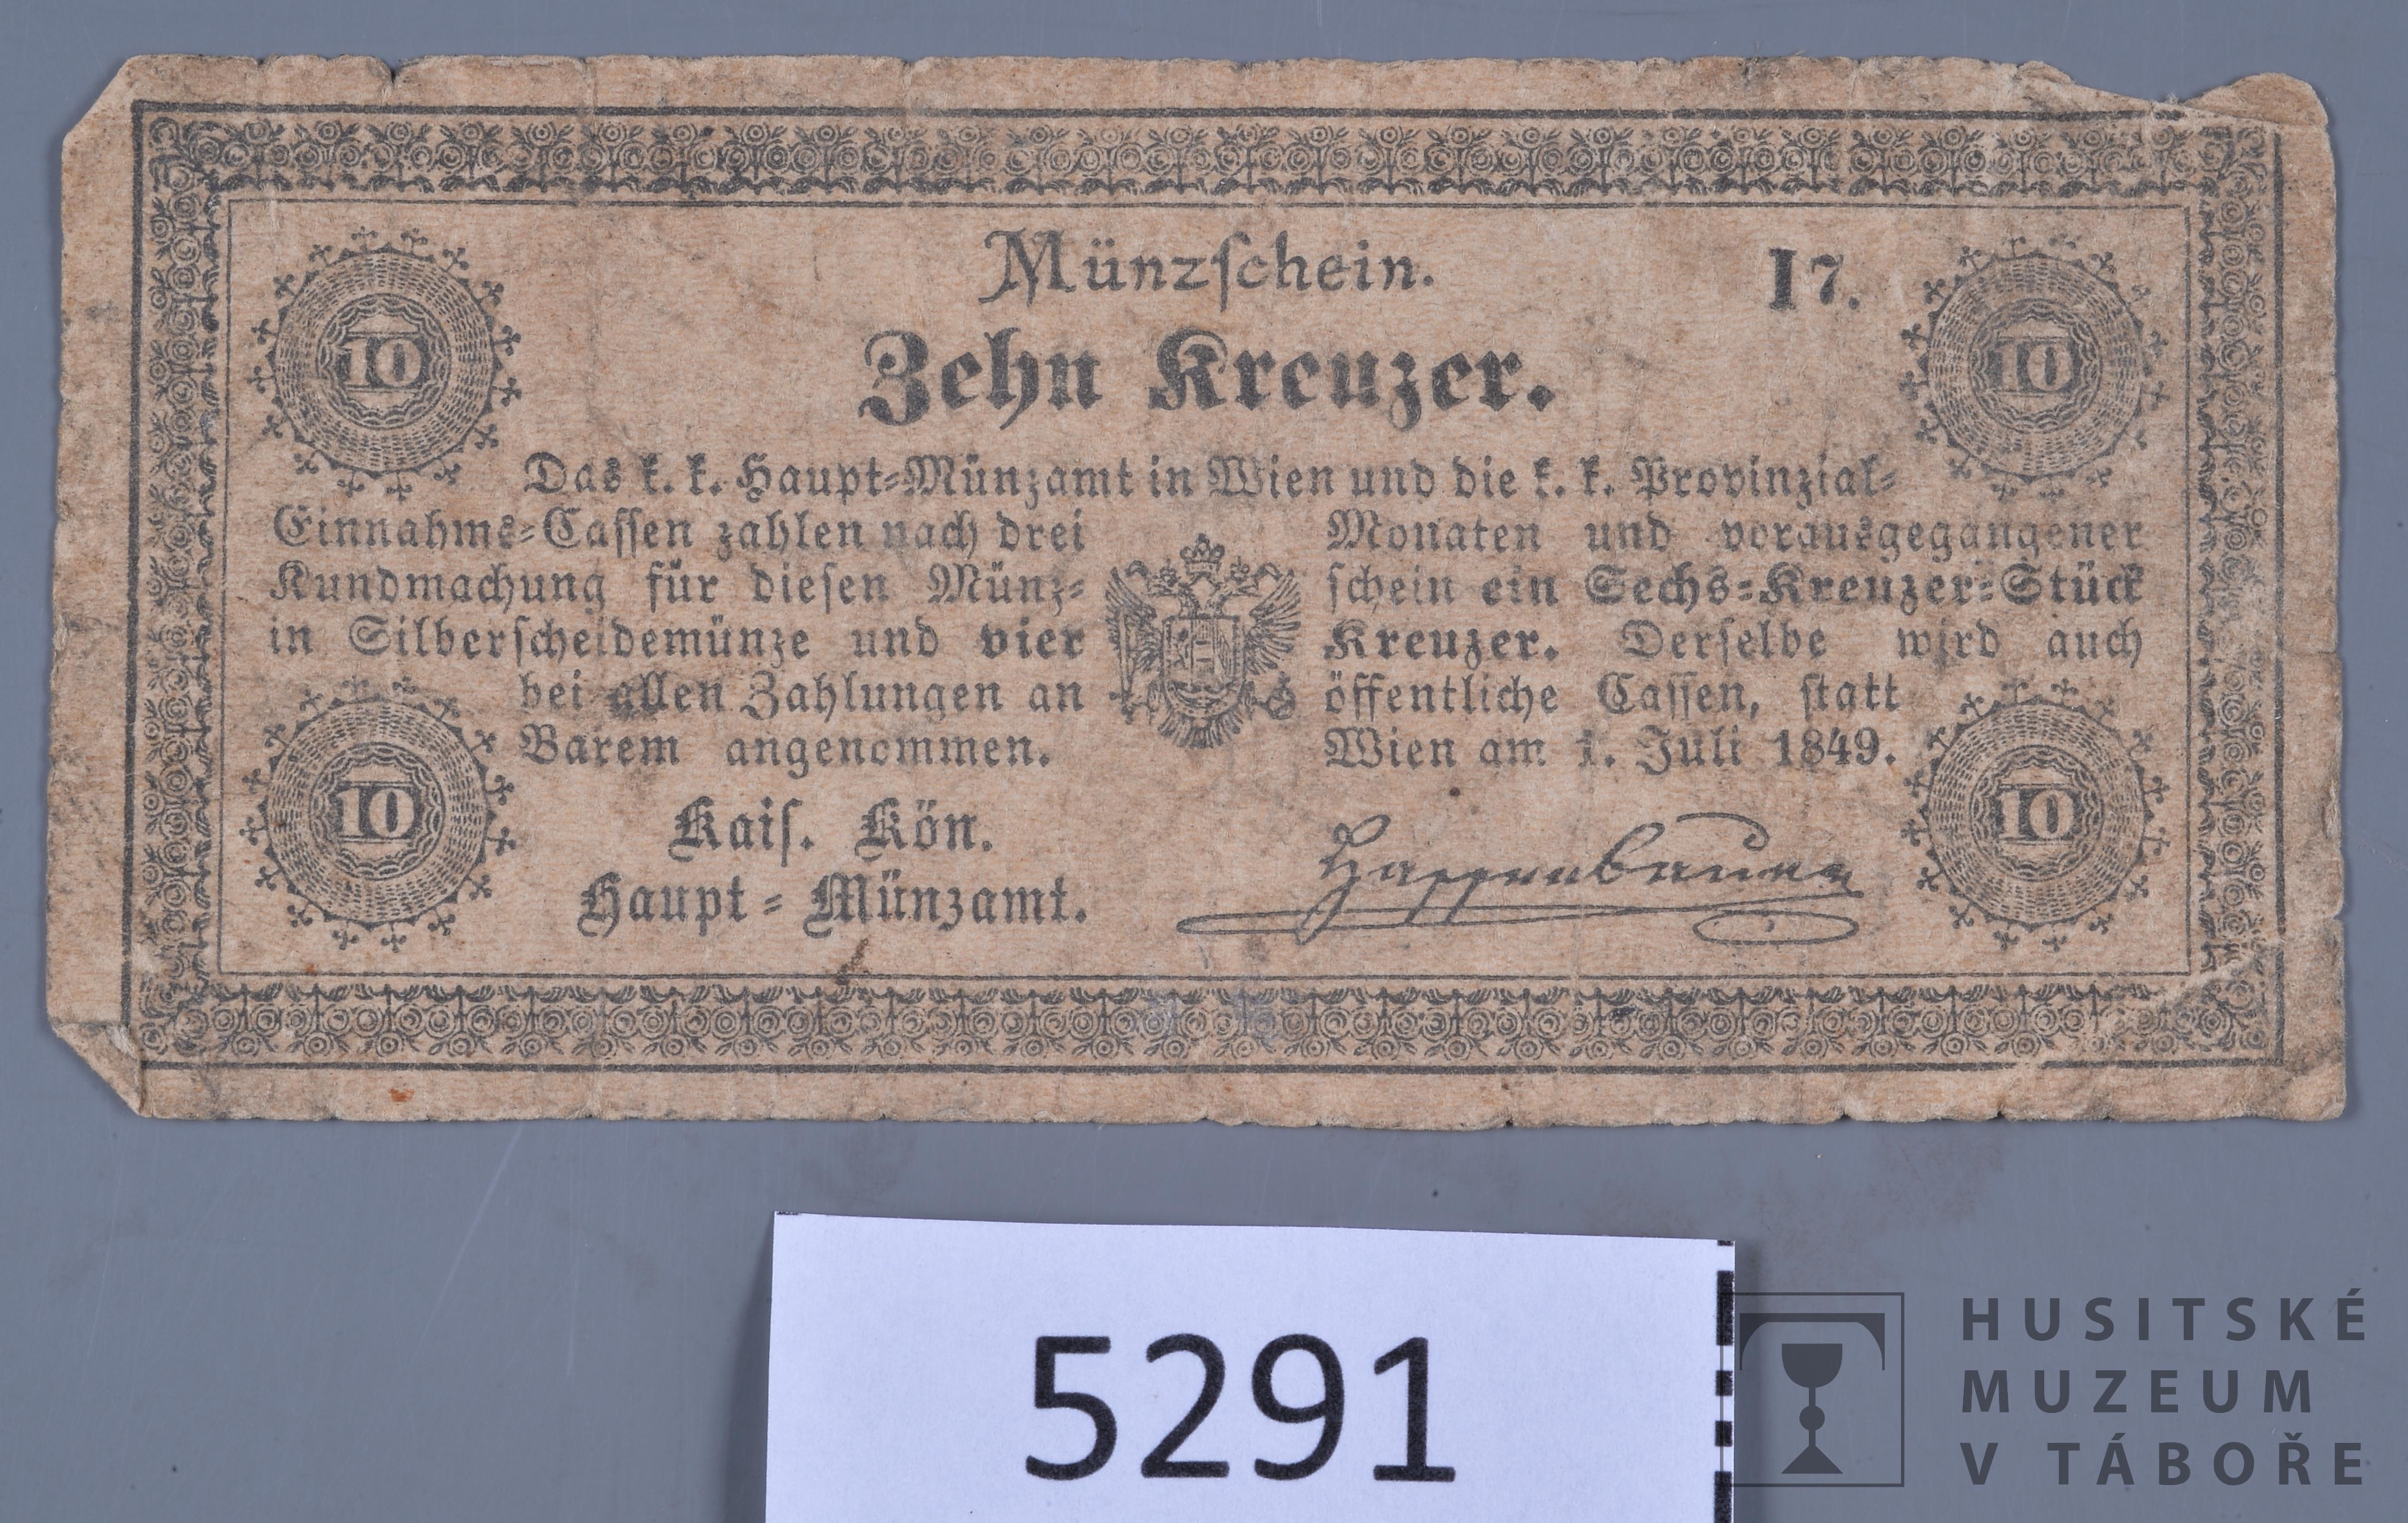 Münzschein.
I 7.
Zehn Kreuzer.
10
10
Das k. k. Haupt-Münzamt in Wien und die k. k. Provinzial-
Einnahms-Cassen zahlen nach drei Monaten und vorausgegangener
Kundmachung für diesen Münz-schein ein Sechs-Kreuzer-Stück
in Silberscheidemünze und vier Kreuzer. Derselbe wird auch
bei allen Zahlungen an öffentliche Cassen, statt
Barem angenommen. Wien am 1. Juli 1849.
10
10
Kais. Kön.
Haupt-Münzamt.
5291
HUSITSKÉ
MUZEUM
V TÁBOŘE